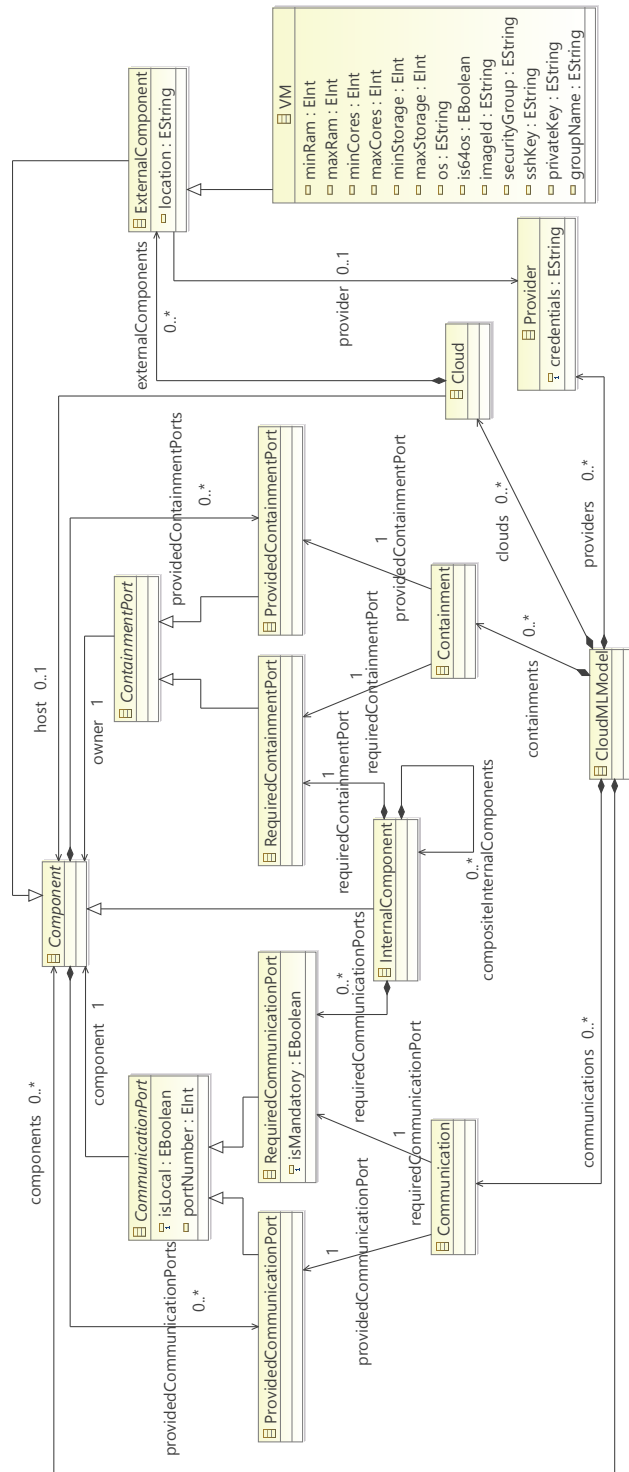 components 0..*
Component
host 0..1
component 1
owner 1
CommunicationPort
isLocal : EBoolean
portNumber : EInt
ContainmentPort
ExternalComponent
location : EString
providedCommunicationPorts
0..*
providedContainmentPorts
0..*
externalComponents
0..*
ProvidedCommunicationPort
RequiredCommunicationPort
isMandatory : EBoolean
RequiredContainmentPort
ProvidedContainmentPort
VM
minRam : EInt
maxRam : EInt
minCores : EInt
maxCores : EInt
minStorage : EInt
maxStorage : EInt
os : EString
is64os : EBoolean
imageId : EString
securityGroup : EString
sshKey : EString
privateKey : EString
groupName : EString
provider 0..1
1
providedCommunicationPort
1
requiredCommunicationPort
0..*
requiredCommunicationPorts
1
requiredContainmentPort
1
requiredContainmentPort
1
providedContainmentPort
InternalComponent
0..*
compositeInternalComponents
Communication
Containment
Cloud
Provider
credentials : EString
communications 0..*
containments
0..*
clouds 0..*
providers 0..*
CloudMLModel